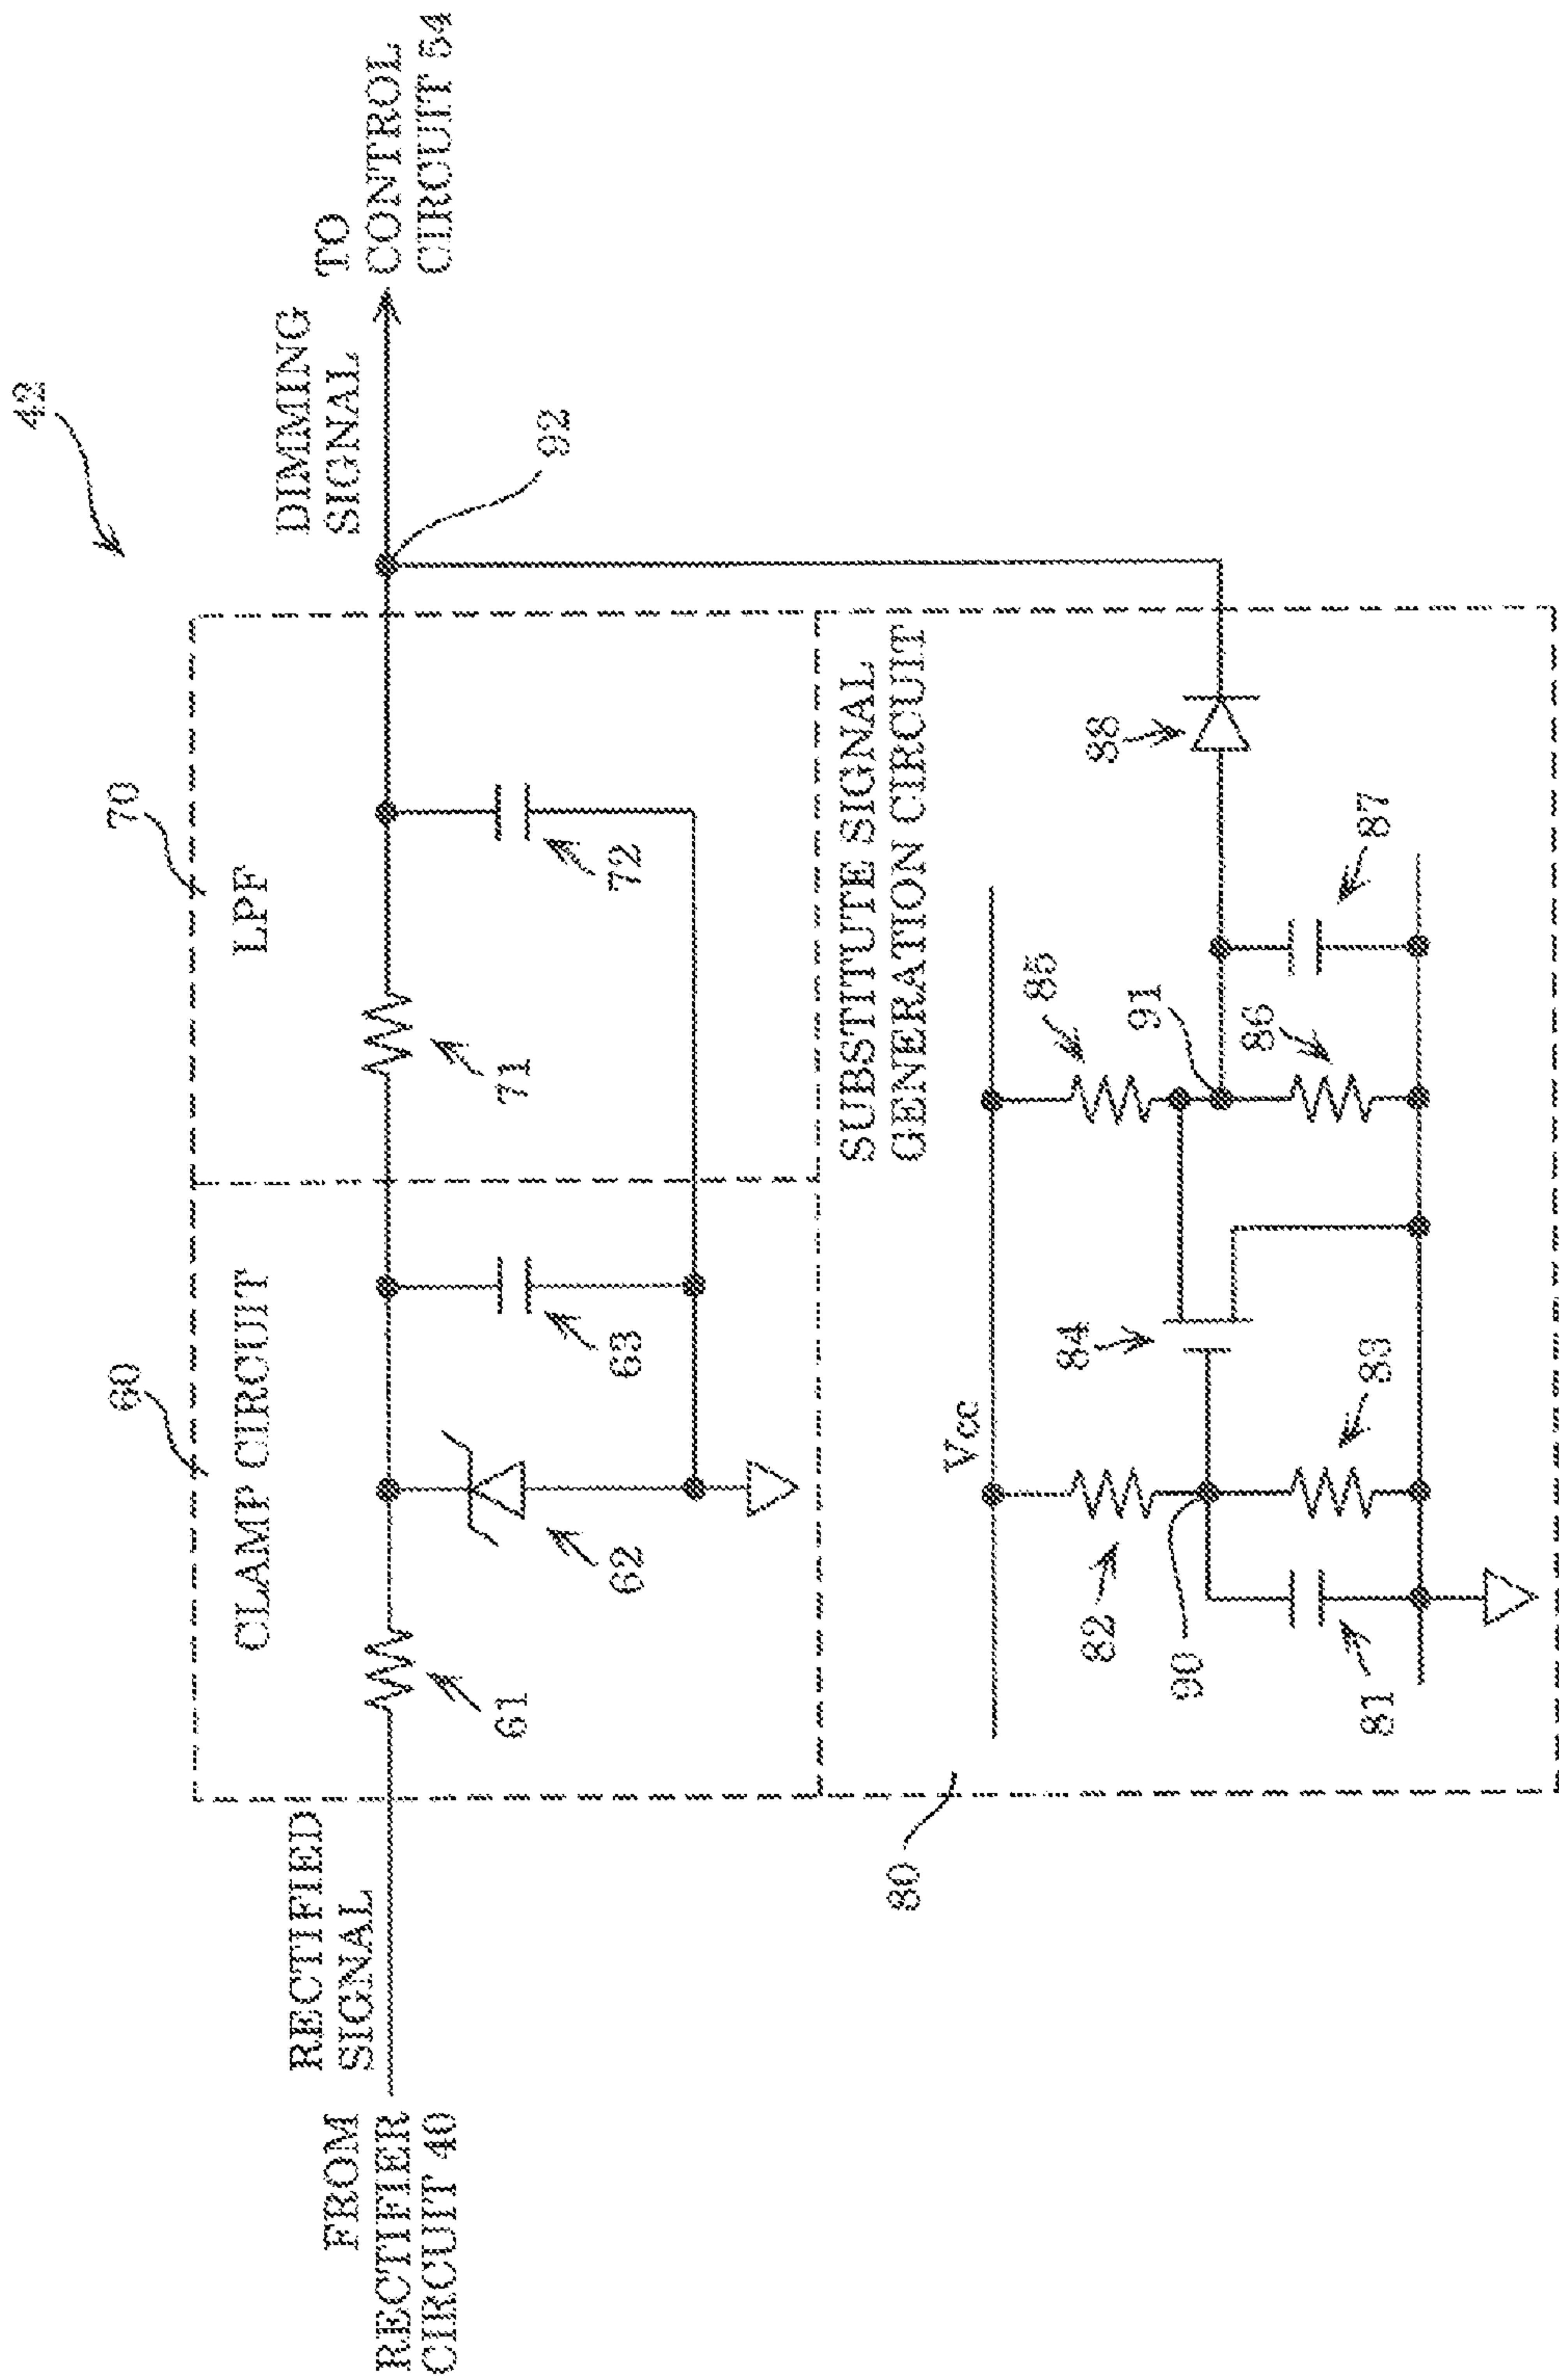 42
60
70
CLAMP CIRCUIT
LPF
RECTIFIED
SIGNAL
DIMMING
SIGNAL
FROM
RECTIFIER
CIRCUIT 40
TO
CONTROL
CIRCUIT 54
61
62
63
71
72
92
80
SUBSTITUTE SIGNAL
GENERATION CIRCUIT
Vcc
82
90
81
83
84
85
91
86
87
88